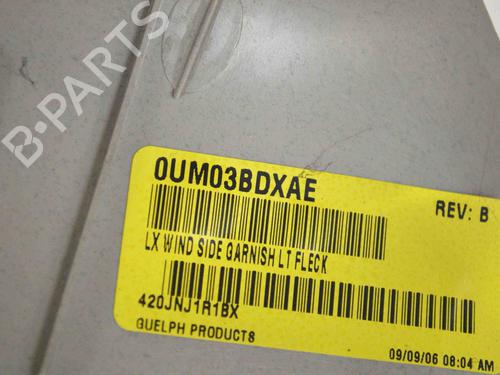 B-PARTS
0UM03BDXAE
REV: B
LX WIND SIDE GARNISH LT FLECK
420JNJ1R1BX
GUELPH PRODUCTS
09/09/06 08:04 AM